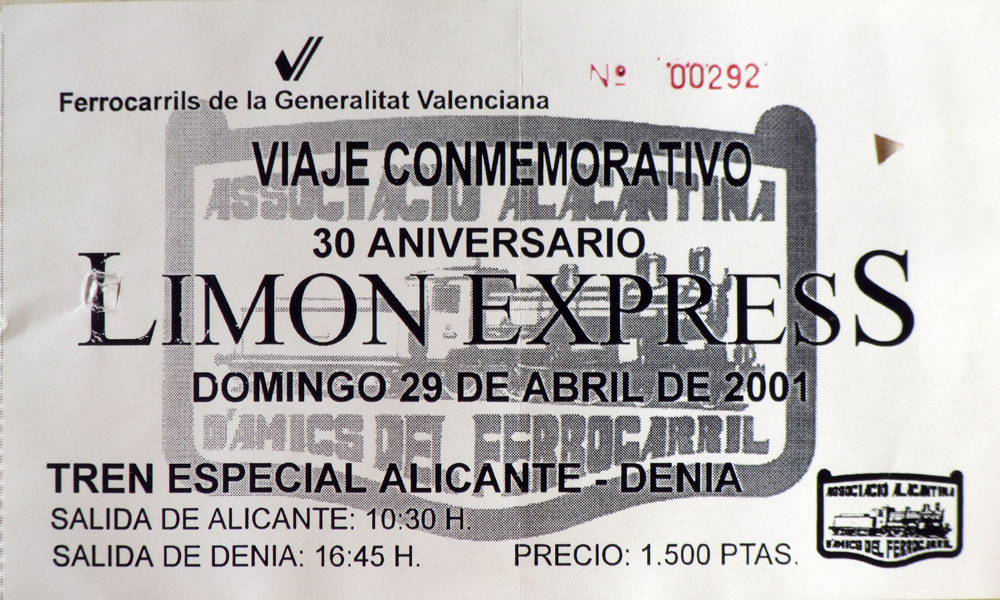 Ferrocarrils de la Generalitat Valenciana
Nº 00292
VIAJE CONMEMORATIVO
ASSOCIACIO ALACANTINA
30 ANIVERSARIO
LIMON EXPRESS
DOMINGO 29 DE ABRIL DE 2001
D'AMICS DEL FERROCARRIL
TREN ESPECIAL ALICANTE - DENIA
SALIDA DE ALICANTE: 10:30 H.
SALIDA DE DENIA: 16:45 H.
PRECIO: 1.500 PTAS.
ASSOCIACIO ALACANTINA
D'AMICS DEL FERROCARRIL